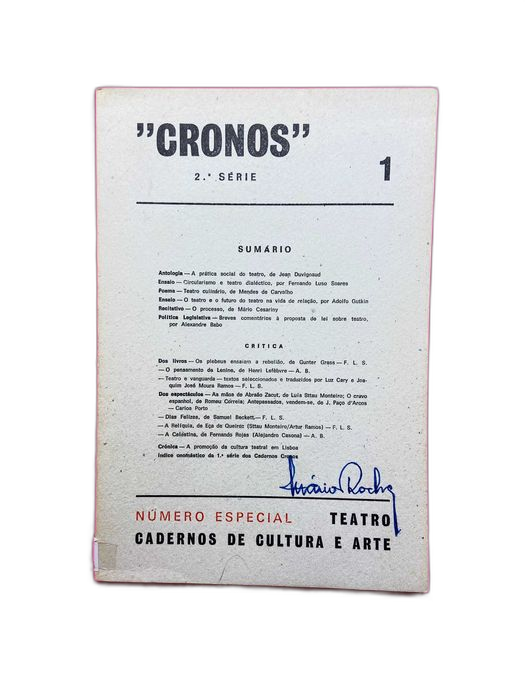 "CRONOS"
2.ª SÉRIE
1
SUMÁRIO
Antologia — A prática social do teatro, de Jean Duvignaud
Ensaio — Circularismo e teatro dialéctico, por Fernando Luso Soares
Poema — Teatro culinário, de Mendes de Carvalho
Ensaio — O teatro e o futuro do teatro na vida de relação, por Adolfo Gutkin
Recitativo — O processo, de Mário Cesariny
Política Legislativa — Breves comentários à proposta de lei sobre teatro,
por Alexandre Babo
CRÍTICA
Dos livros — Os plebeus ensaiam a rebelião, de Gunter Grass — F. L. S.
— O pensamento de Lenine, de Henri Lefèbvre — A. B.
— Teatro e vanguarda — textos seleccionados e traduzidos por Luz Cary e Joa-
quim José Moura Ramos — F. L. S.
Dos espectáculos — As mãos de Abraão Zacut, de Luís Sttau Monteiro; O cravo
espanhol, de Romeu Correia; Antepassados, vendem-se, de J. Paço d'Arcos
— Carlos Porto
— Dias Felizes, de Samuel Beckett, — F. L. S.
— A Relíquia, de Eça de Queiroz (Sttau Monteiro/Artur Ramos) — F. L. S.
— A Celéstina, de Fernando Rojas (Alejandro Casona) — A. B.
Crónica — A promoção da cultura teatral em Lisboa
Indice onomástico da 1.ª série dos Cadernos Cronos
Mário Rocha
NÚMERO ESPECIAL TEATRO
CADERNOS DE CULTURA E ARTE